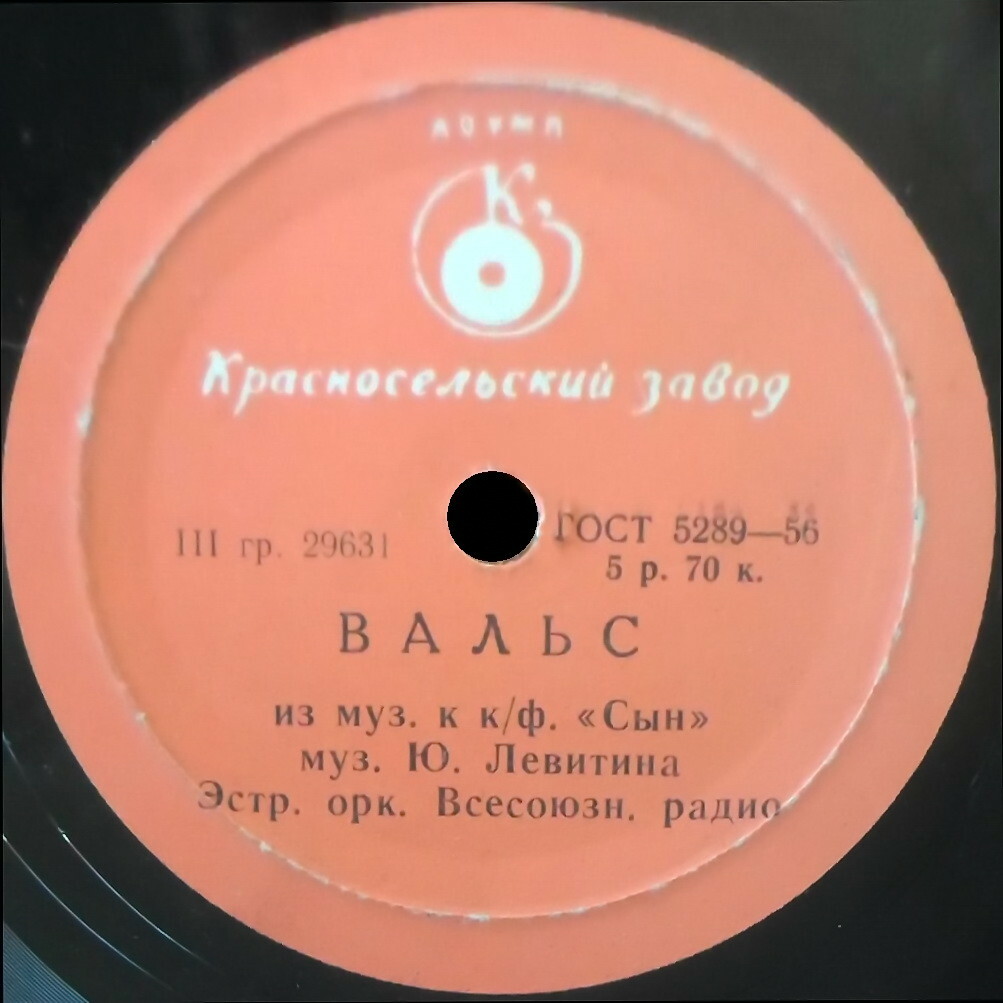 К
Красносельский завод
III гр. 29631
ГОСТ 5289—56
5 р. 70 к.
ВАЛЬС
из муз. к к/ф. «Сын»
муз. Ю. Левитина
Эстр. орк. Всесоюзн. радио